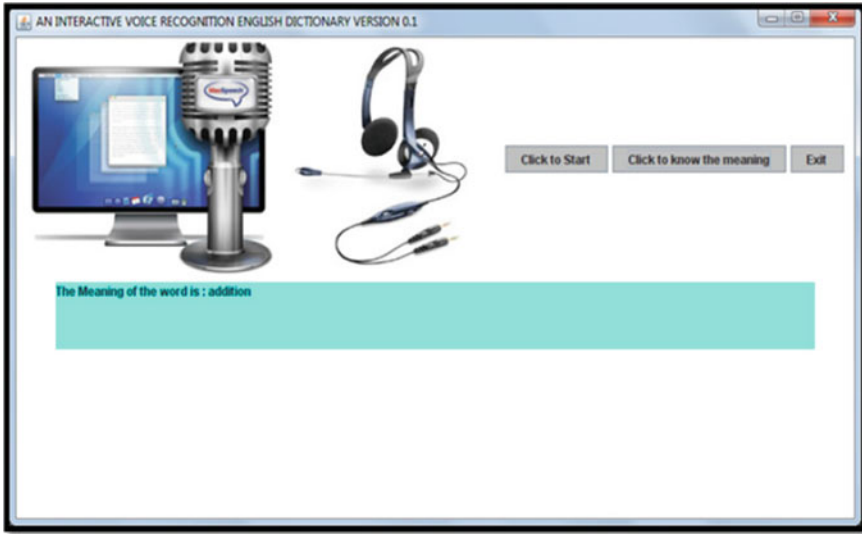 AN INTERACTIVE VOICE RECOGNITION ENGLISH DICTIONARY VERSION 0.1
MacSpeech
Click to Start
Click to know the meaning
Exit
The Meaning of the word is : addition